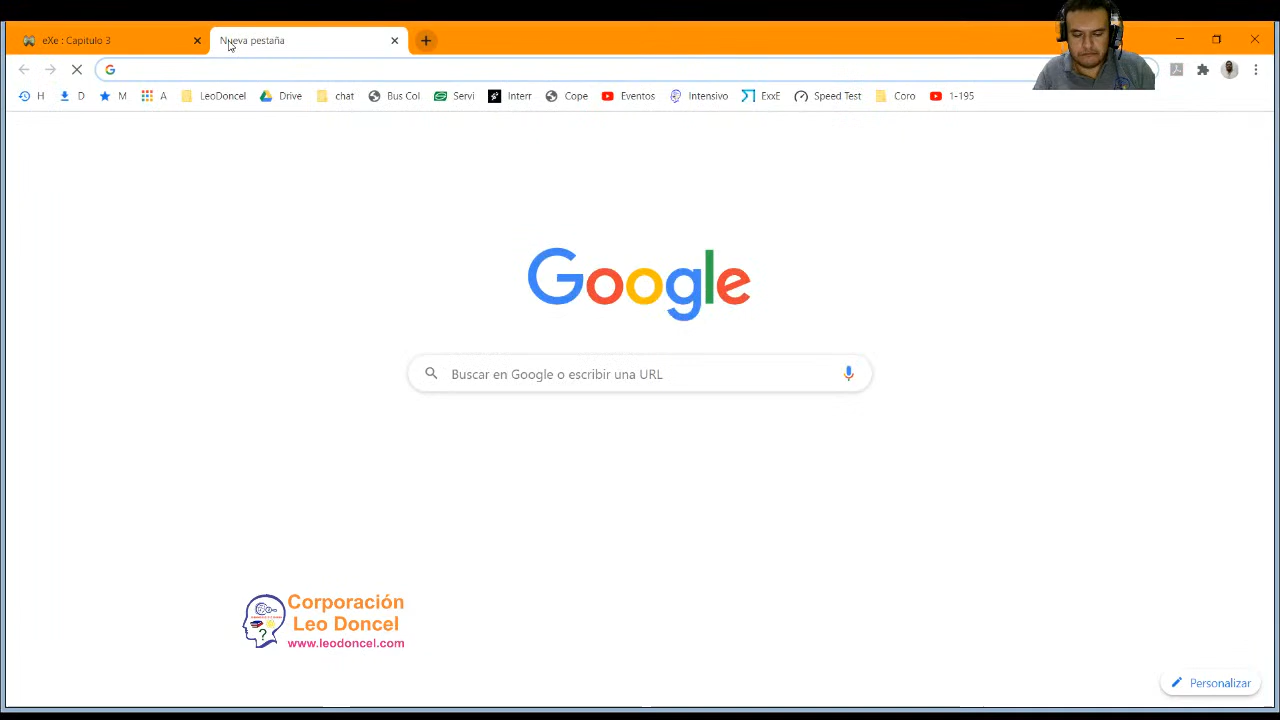 eXe : Capitulo 3
Nueva pestaña
H D M A LeoDoncel Drive chat Bus Col Servi Interr Cope Eventos Intensivo ExxE Speed Test Coro 1-195
Google
Buscar en Google o escribir una URL
Corporación
Leo Doncel
www.leodoncel.com
Personalizar